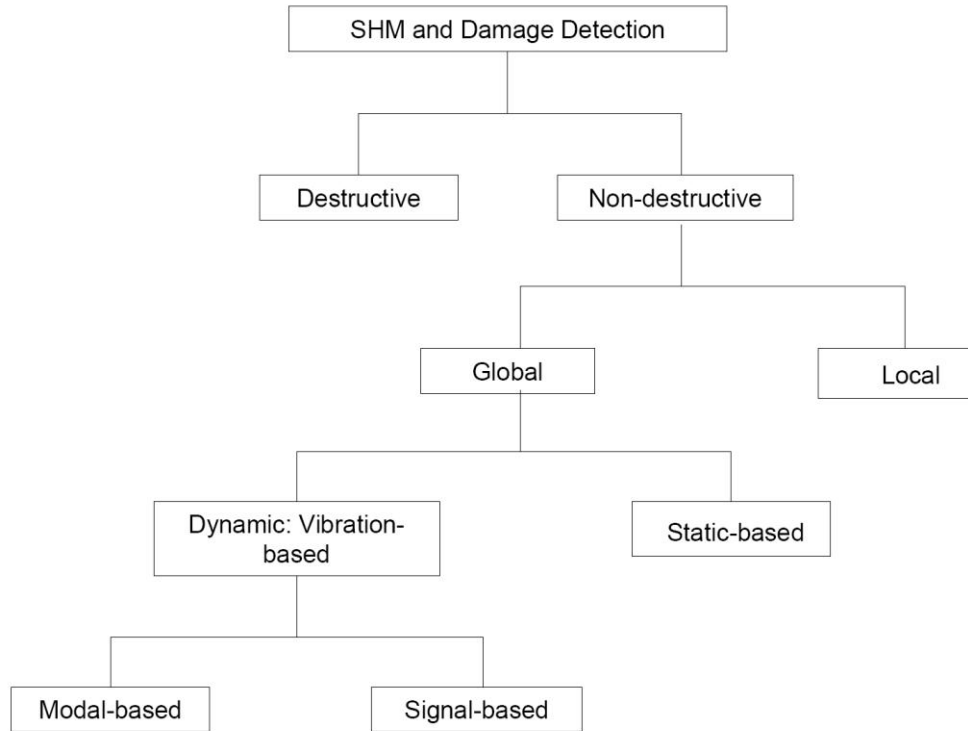 SHM and Damage Detection
Destructive
Non-destructive
Global
Local
Dynamic: Vibration-
based
Static-based
Modal-based
Signal-based